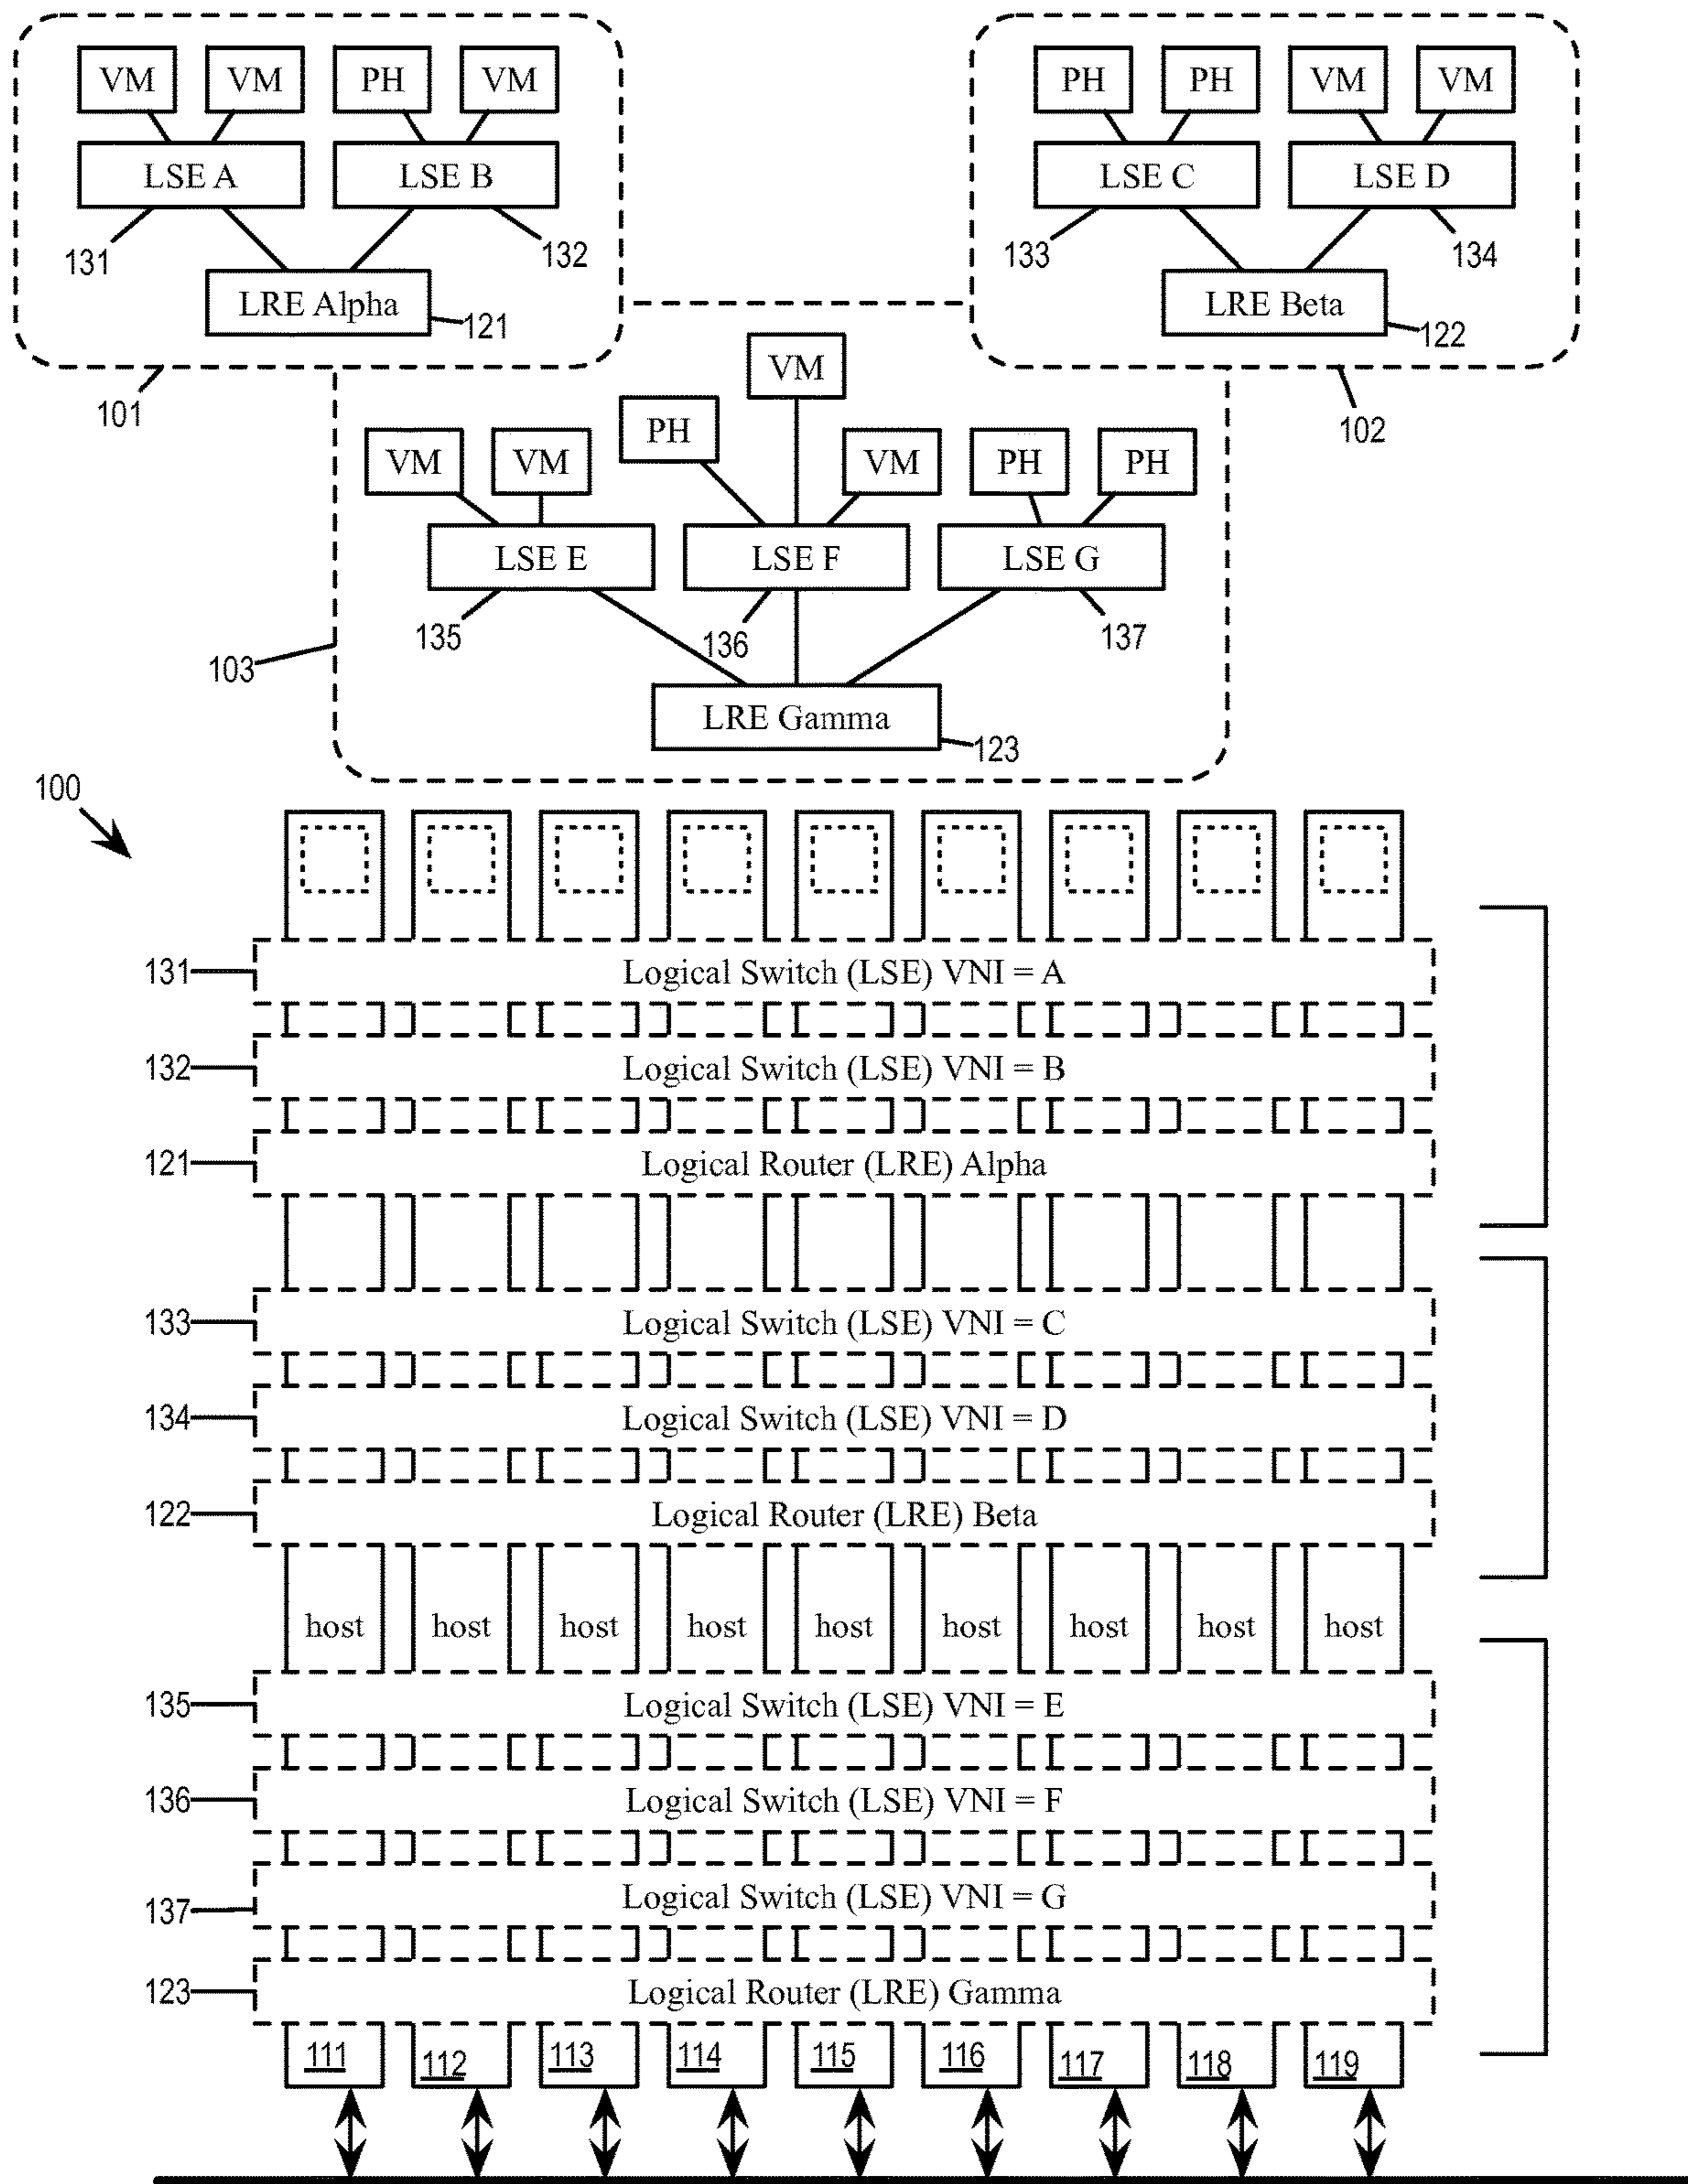 VM VM PH VM
PH PH VM VM
LSE A LSE B
LSE C LSE D
131 132
133 134
LRE Alpha 121
LRE Beta 122
101
102
VM
PH
VM VM VM PH PH
LSE E LSE F LSE G
135 136 137
103
LRE Gamma
123
100
131 Logical Switch (LSE) VNI = A
132 Logical Switch (LSE) VNI = B
121 Logical Router (LRE) Alpha
133 Logical Switch (LSE) VNI = C
134 Logical Switch (LSE) VNI = D
122 Logical Router (LRE) Beta
host host host host host host host host host
135 Logical Switch (LSE) VNI = E
136 Logical Switch (LSE) VNI = F
137 Logical Switch (LSE) VNI = G
123 Logical Router (LRE) Gamma
111 112 113 114 115 116 117 118 119